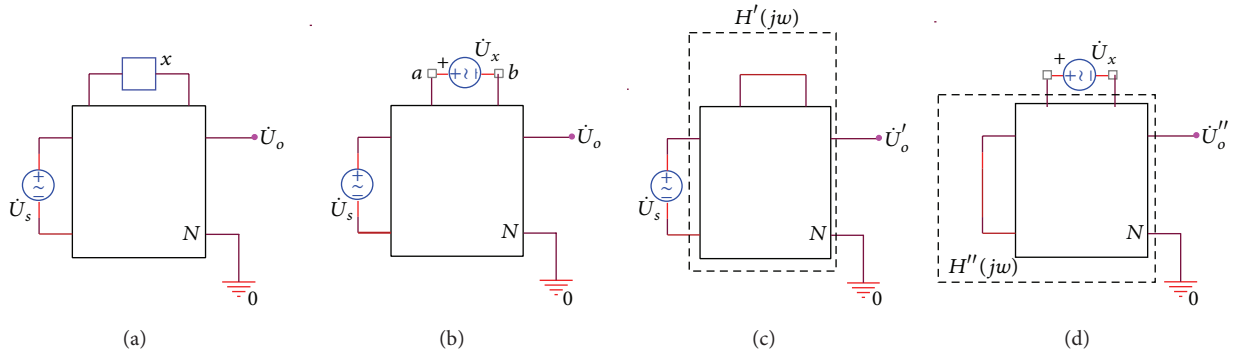 x
U̇ₛ
U̇ₒ
N
0
(a)
a + U̇ₓ b
U̇ₛ
U̇ₒ
N
0
(b)
H′(jw)
U̇ₛ
U̇′ₒ
N
0
(c)
+ U̇ₓ
U̇″ₒ
N
H″(jw)
0
(d)